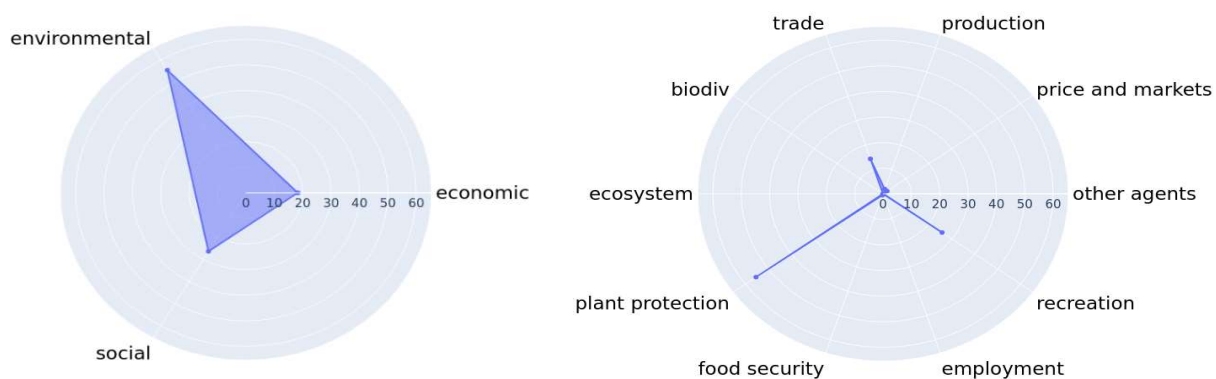 environmental
economic
social
0 10 20 30 40 50 60
trade
production
biodiv
price and markets
ecosystem
other agents
0 10 20 30 40 50 60
plant protection
recreation
food security
employment